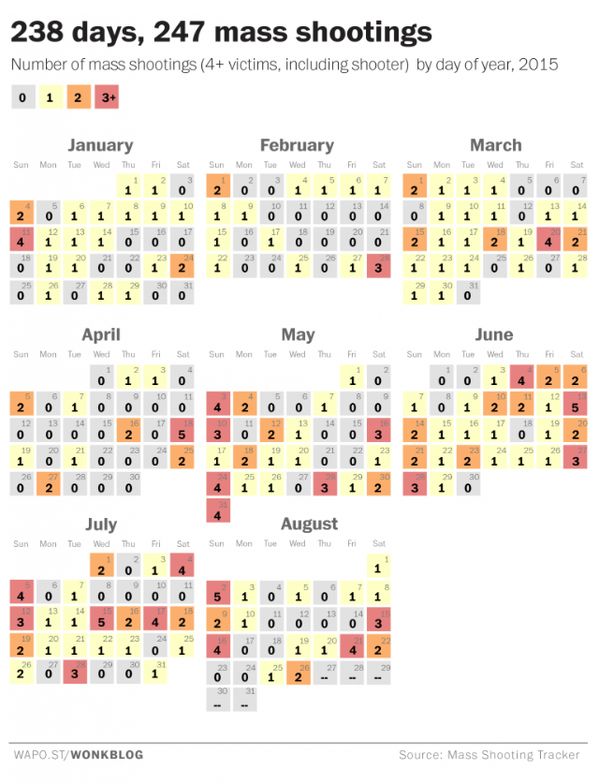 238 days, 247 mass shootings
Number of mass shootings (4+ victims, including shooter) by day of year, 2015
0 1 2 3+
January
Sun Mon Tue Wed Thu Fri Sat
1 2 3
1 1 0
4 5 6 7 8 9 10
2 0 1 1 1 1 1
11 12 13 14 15 16 17
4 1 1 1 0 0 0
18 19 20 21 22 23 24
0 1 1 0 0 1 2
25 26 27 28 29 30 31
0 1 0 1 1 0 0
February
Sun Mon Tue Wed Thu Fri Sat
1 2 3 4 5 6 7
2 0 0 1 1 1 1
8 9 10 11 12 13 14
1 1 0 0 0 0 0
15 16 17 18 19 20 21
1 0 1 0 0 0 0
22 23 24 25 26 27 28
1 0 0 1 0 1 3
March
Sun Mon Tue Wed Thu Fri Sat
1 2 3 4 5 6 7
2 1 1 1 0 0 0
8 9 10 11 12 13 14
0 1 1 1 0 1 1
15 16 17 18 19 20 21
2 1 1 2 1 4 2
22 23 24 25 26 27 28
1 1 1 0 1 0 1
29 30 31
1 1 0
April
Sun Mon Tue Wed Thu Fri Sat
1 2 3 4
0 1 1 0
5 6 7 8 9 10 11
2 0 1 0 0 0 0
12 13 14 15 16 17 18
0 0 0 0 2 0 5
19 20 21 22 23 24 25
1 0 1 0 0 0 2
26 27 28 29 30
0 2 0 0 0
May
Sun Mon Tue Wed Thu Fri Sat
1 2
1 0
3 4 5 6 7 8 9
4 2 0 0 1 0 0
10 11 12 13 14 15 16
3 0 2 1 0 0 3
17 18 19 20 21 22 23
1 2 1 1 0 0 1
24 25 26 27 28 29 30
4 1 1 0 3 1 2
31
4
June
Sun Mon Tue Wed Thu Fri Sat
1 2 3 4 5 6
0 0 1 4 2 2
7 8 9 10 11 12 13
1 0 1 2 2 1 5
14 15 16 17 18 19 20
2 1 1 1 0 1 2
21 22 23 24 25 26 27
2 1 2 1 1 1 3
28 29 30
3 1 0
July
Sun Mon Tue Wed Thu Fri Sat
1 2 3 4
2 0 1 4
5 6 7 8 9 10 11
4 0 1 0 0 0 0
12 13 14 15 16 17 18
3 1 1 5 2 4 2
19 20 21 22 23 24 25
2 1 1 1 1 0 1
26 27 28 29 30 31
2 0 3 0 0 1
August
Sun Mon Tue Wed Thu Fri Sat
1
1
2 3 4 5 6 7 8
5 1 0 1 0 1 1
9 10 11 12 13 14 15
2 1 0 0 0 0 3
16 17 18 19 20 21 22
4 0 0 1 1 4 2
23 24 25 26 27 28 29
0 0 1 2 -- -- --
30 31
-- --
WAPO.ST/WONKBLOG
Source: Mass Shooting Tracker